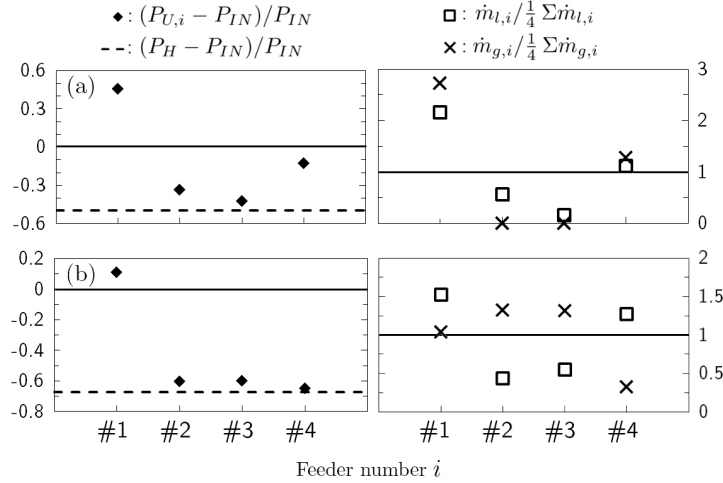 ◆: (P_{U,i} − P_{IN})/P_{IN}
□: ṁ_{l,i}/¼ Σṁ_{l,i}
--: (P_H − P_{IN})/P_{IN}
×: ṁ_{g,i}/¼ Σṁ_{g,i}
(a)
0.6
0.3
0
-0.3
-0.6
3
2
1
0
(b)
0.2
0
-0.2
-0.4
-0.6
-0.8
2
1.5
1
0.5
0
#1 #2 #3 #4
#1 #2 #3 #4
Feeder number i